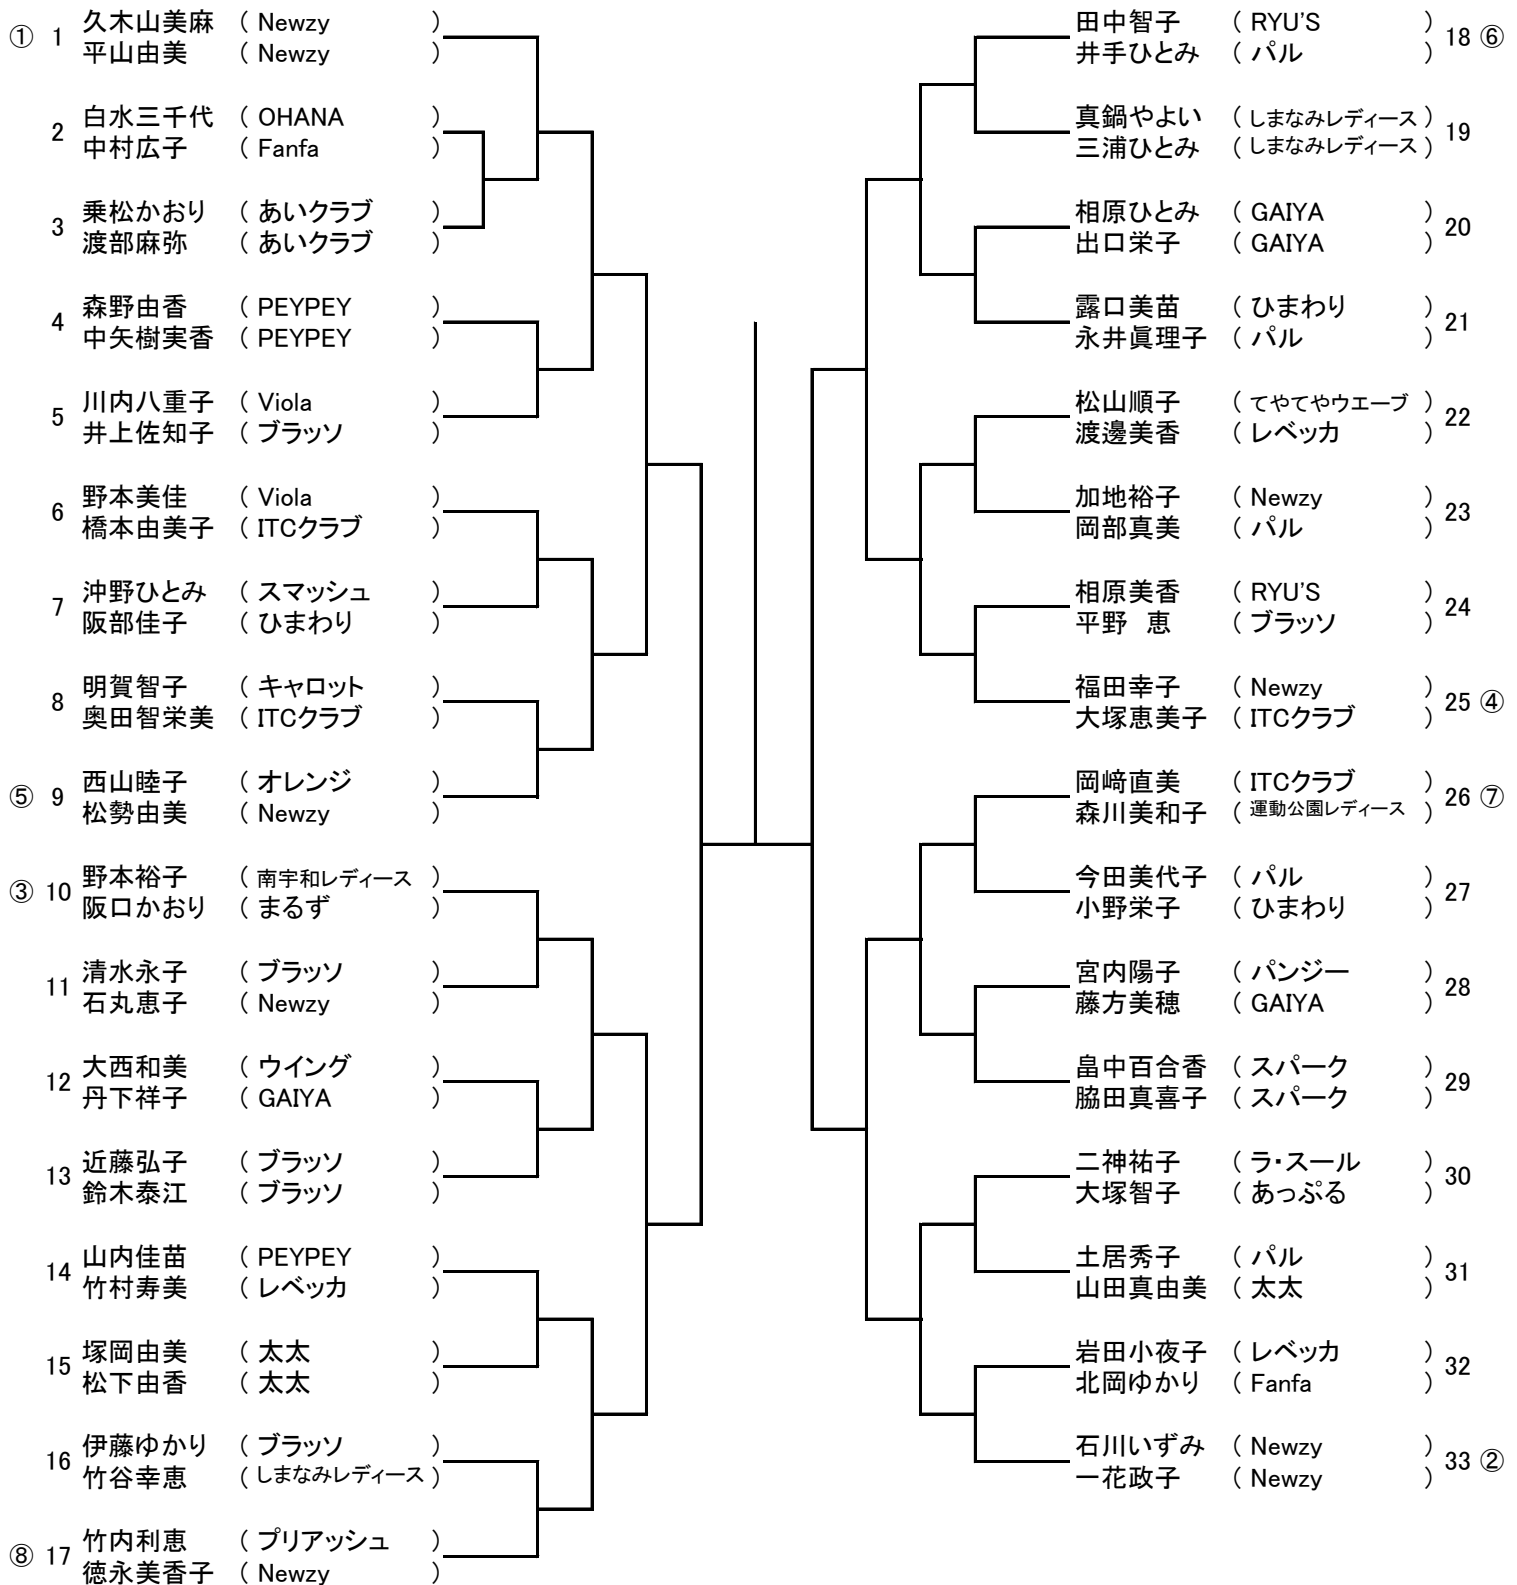 ① 1 久木山美麻 ( Newzy )
平山由美 ( Newzy )
2 白水三千代 ( OHANA )
中村広子 ( Fanfa )
3 乗松かおり ( あいクラブ )
渡部麻弥 ( あいクラブ )
4 森野由香 ( PEYPEY )
中矢樹実香 ( PEYPEY )
5 川内八重子 ( Viola )
井上佐知子 ( ブラッソ )
6 野本美佳 ( Viola )
橋本由美子 ( ITCクラブ )
7 沖野ひとみ ( スマッシュ )
阪部佳子 ( ひまわり )
8 明賀智子 ( キャロット )
奥田智栄美 ( ITCクラブ )
⑤ 9 西山睦子 ( オレンジ )
松勢由美 ( Newzy )
③ 10 野本裕子 ( 南宇和レディース )
阪口かおり ( まるず )
11 清水永子 ( ブラッソ )
石丸恵子 ( Newzy )
12 大西和美 ( ウイング )
丹下祥子 ( GAIYA )
13 近藤弘子 ( ブラッソ )
鈴木泰江 ( ブラッソ )
14 山内佳苗 ( PEYPEY )
竹村寿美 ( レベッカ )
15 塚岡由美 ( 太太 )
松下由香 ( 太太 )
16 伊藤ゆかり ( ブラッソ )
竹谷幸恵 ( しまなみレディース )
⑧ 17 竹内利恵 ( プリアッシュ )
徳永美香子 ( Newzy )
田中智子 ( RYU'S ) 18 ⑥
井手ひとみ ( パル )
真鍋やよい ( しまなみレディース ) 19
三浦ひとみ ( しまなみレディース )
相原ひとみ ( GAIYA ) 20
出口栄子 ( GAIYA )
露口美苗 ( ひまわり ) 21
永井眞理子 ( パル )
松山順子 ( てやてやウエーブ ) 22
渡邊美香 ( レベッカ )
加地裕子 ( Newzy ) 23
岡部真美 ( パル )
相原美香 ( RYU'S ) 24
平野　恵 ( ブラッソ )
福田幸子 ( Newzy ) 25 ④
大塚恵美子 ( ITCクラブ )
岡﨑直美 ( ITCクラブ ) 26 ⑦
森川美和子 ( 運動公園レディース )
今田美代子 ( パル ) 27
小野栄子 ( ひまわり )
宮内陽子 ( パンジー ) 28
藤方美穂 ( GAIYA )
畠中百合香 ( スパーク ) 29
脇田真喜子 ( スパーク )
二神祐子 ( ラ・スール ) 30
大塚智子 ( あっぷる )
土居秀子 ( パル ) 31
山田真由美 ( 太太 )
岩田小夜子 ( レベッカ ) 32
北岡ゆかり ( Fanfa )
石川いずみ ( Newzy ) 33 ②
一花政子 ( Newzy )